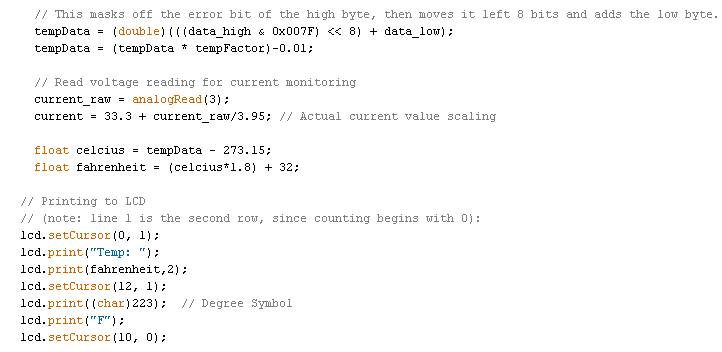 // This masks off the error bit of the high byte, then moves it left 8 bits and adds the low byte.
tempData = (double)(((data_high & 0x007F) << 8) + data_low);
tempData = (tempData * tempFactor)-0.01;
// Read voltage reading for current monitoring
current_raw = analogRead(3);
current = 33.3 + current_raw/3.95; // Actual current value scaling
float celcius = tempData - 273.15;
float fahrenheit = (celcius*1.8) + 32;
// Printing to LCD
// (note: line 1 is the second row, since counting begins with 0):
lcd.setCursor(0, 1);
lcd.print("Temp: ");
lcd.print(fahrenheit,2);
lcd.setCursor(12, 1);
lcd.print((char)223);  // Degree Symbol
lcd.print("F");
lcd.setCursor(10, 0);